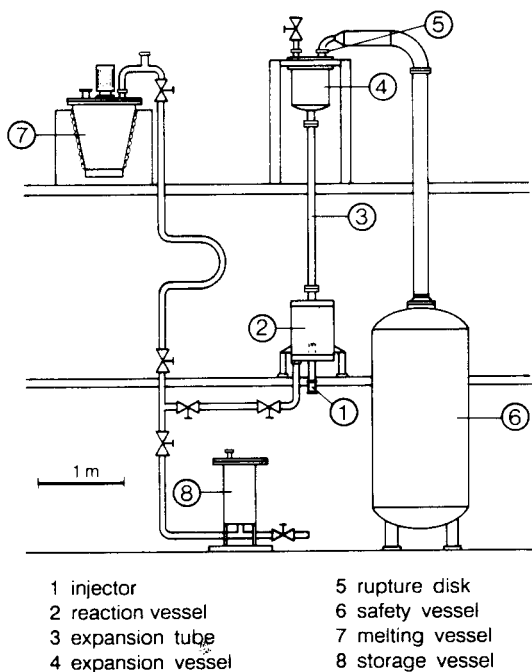 5
4
7
3
2
1
6
1 m
8
1 injector
2 reaction vessel
3 expansion tube
4 expansion vessel
5 rupture disk
6 safety vessel
7 melting vessel
8 storage vessel